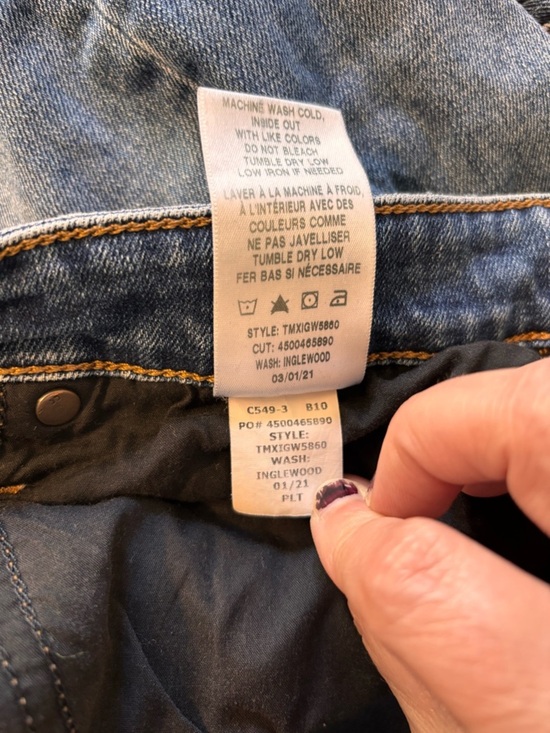 MACHINE WASH COLD,
INSIDE OUT
WITH LIKE COLORS
DO NOT BLEACH
TUMBLE DRY LOW
LOW IRON IF NEEDED
LAVER À LA MACHINE À FROID,
À L'INTÉRIEUR AVEC DES
COULEURS COMME
NE PAS JAVELLISER
TUMBLE DRY LOW
FER BAS SI NÉCESSAIRE
STYLE: TMXIGW5860
CUT: 4500465890
WASH: INGLEWOOD
03/01/21
C549-3 B10
PO# 4500465890
STYLE:
TMXIGW5860
WASH:
INGLEWOOD
01/21
PLT